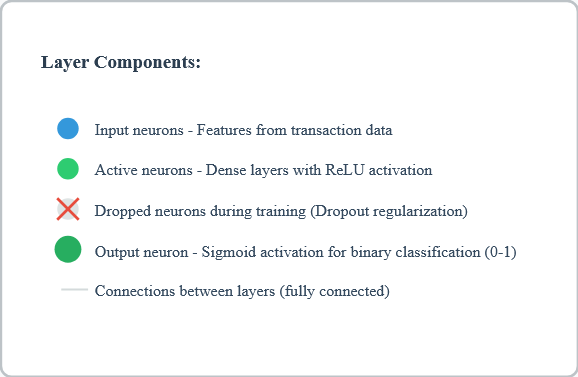 Layer Components:
Input neurons - Features from transaction data
Active neurons - Dense layers with ReLU activation
Dropped neurons during training (Dropout regularization)
Output neuron - Sigmoid activation for binary classification (0-1)
Connections between layers (fully connected)